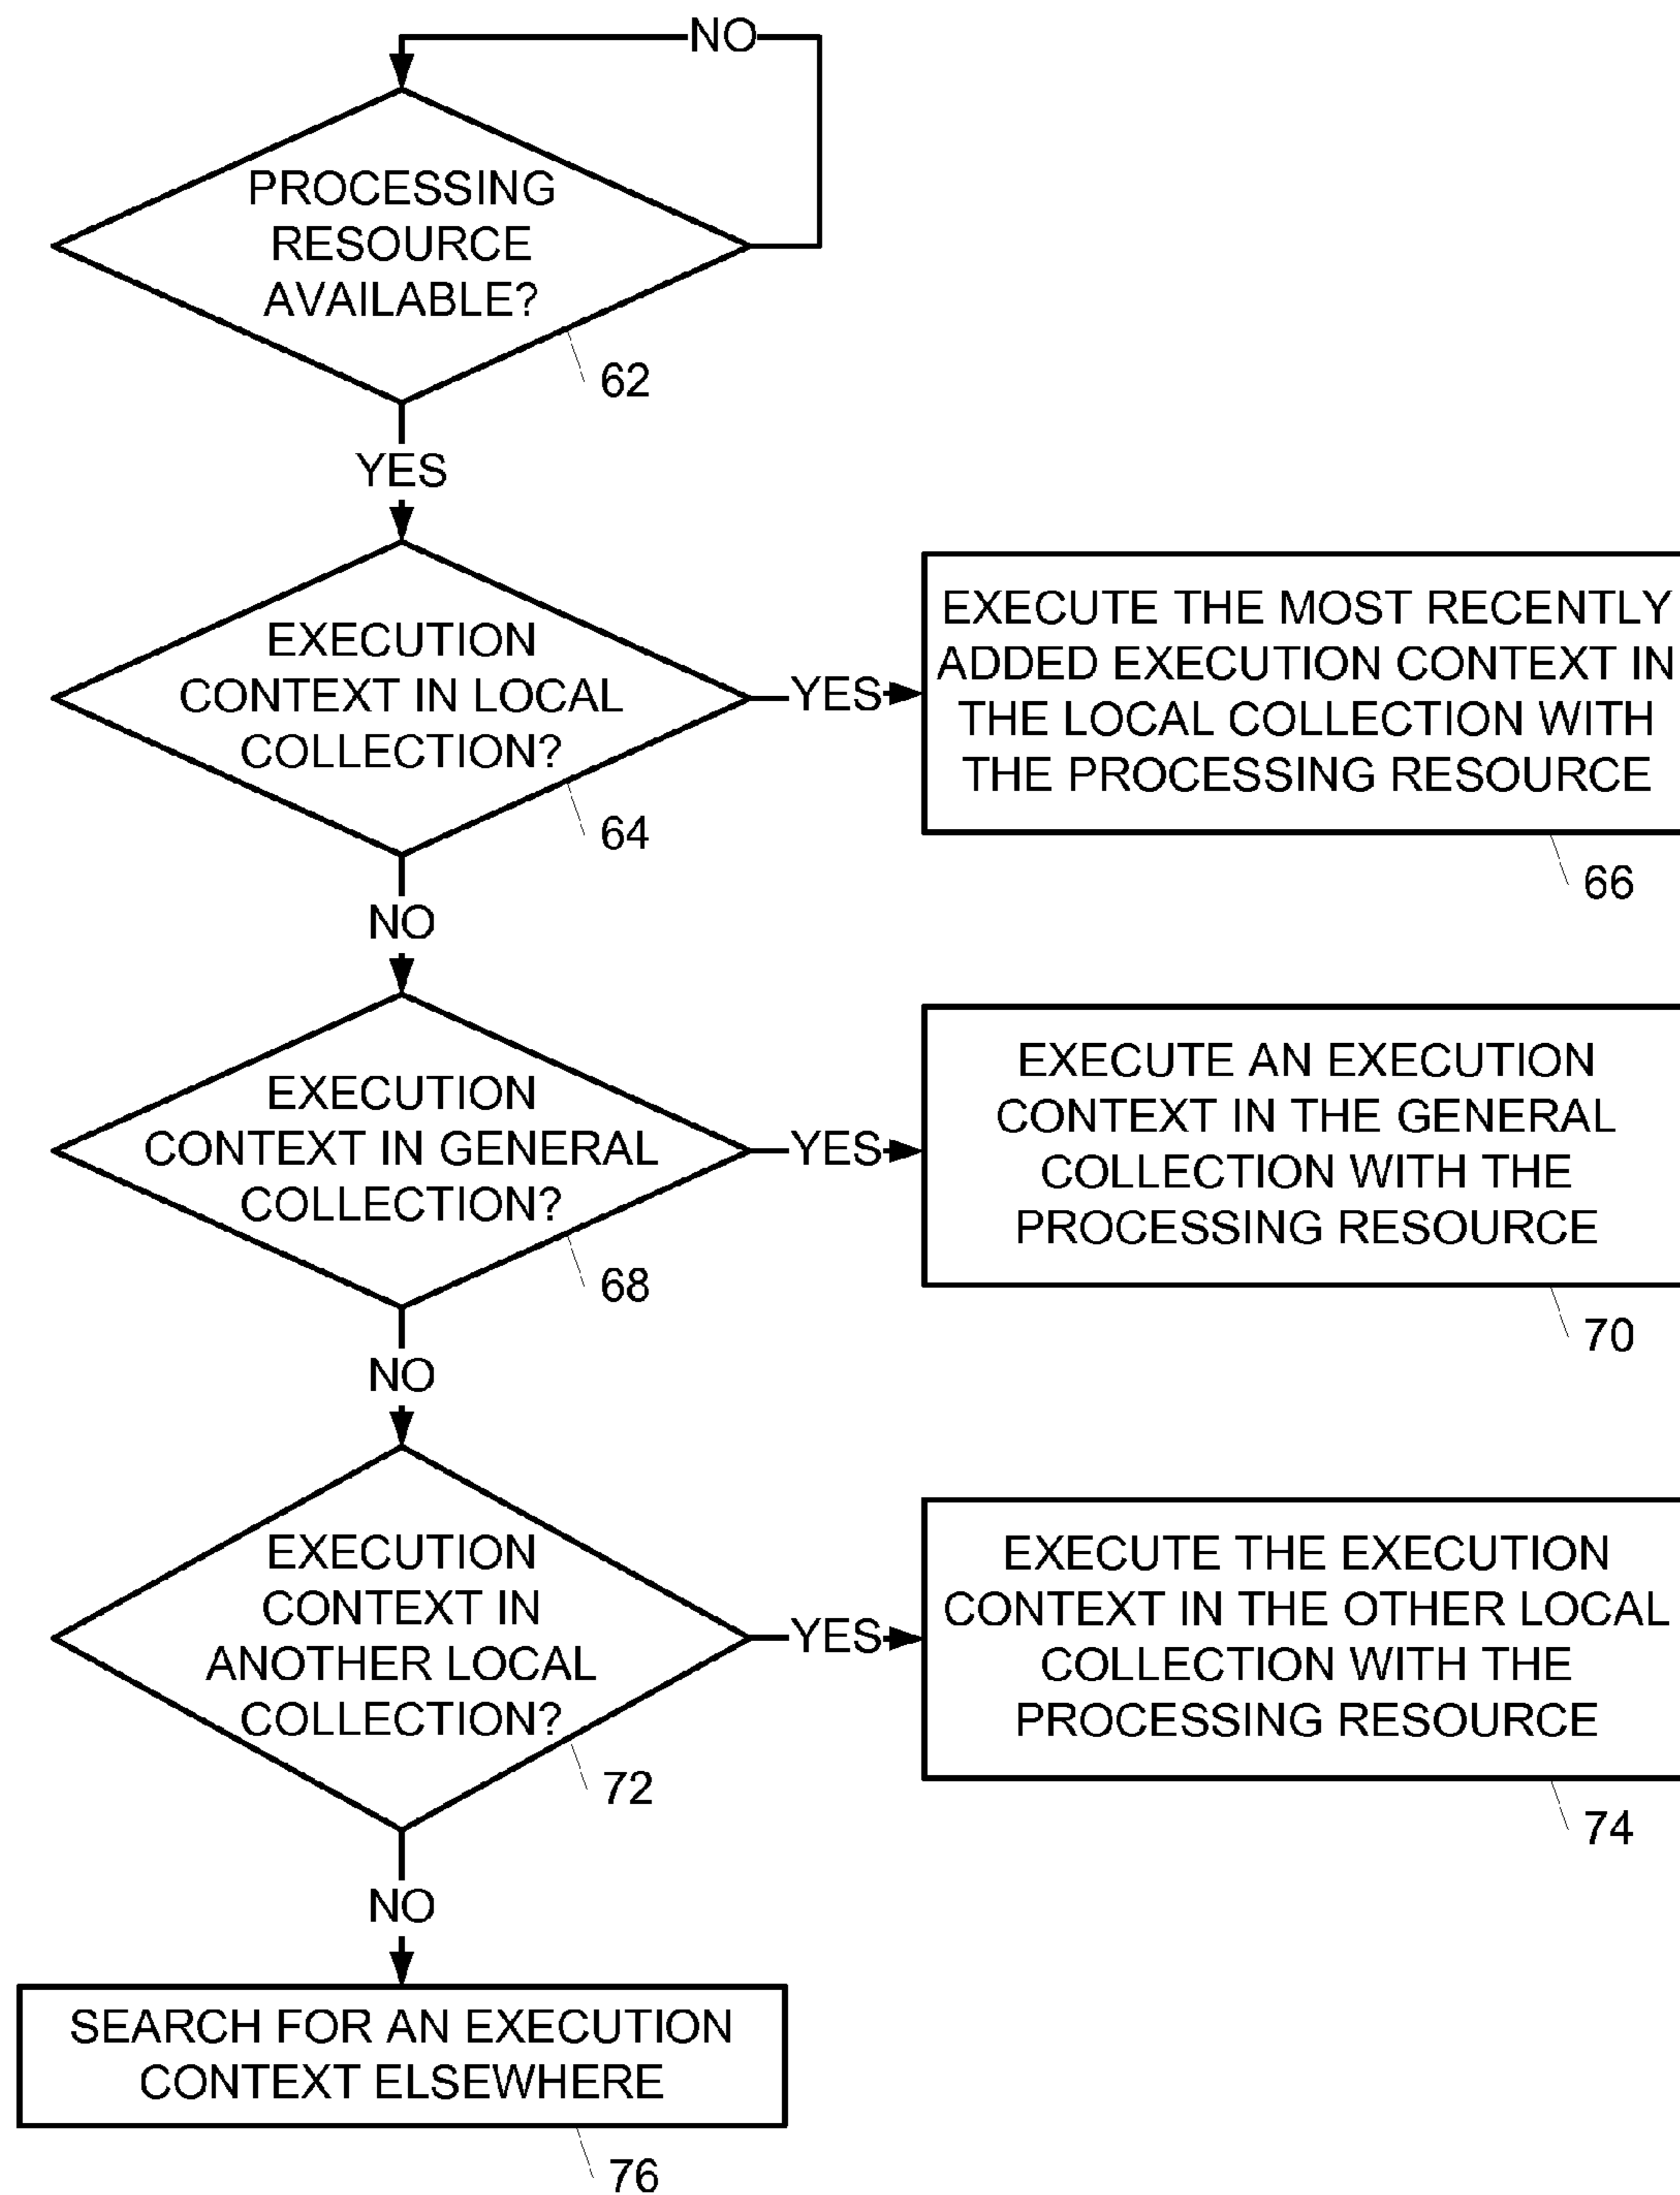 NO
PROCESSING
RESOURCE
AVAILABLE?
62
YES
EXECUTION
CONTEXT IN LOCAL
COLLECTION?
64
YES
EXECUTE THE MOST RECENTLY
ADDED EXECUTION CONTEXT IN
THE LOCAL COLLECTION WITH
THE PROCESSING RESOURCE
66
NO
EXECUTION
CONTEXT IN GENERAL
COLLECTION?
68
YES
EXECUTE AN EXECUTION
CONTEXT IN THE GENERAL
COLLECTION WITH THE
PROCESSING RESOURCE
70
NO
EXECUTION
CONTEXT IN
ANOTHER LOCAL
COLLECTION?
72
YES
EXECUTE THE EXECUTION
CONTEXT IN THE OTHER LOCAL
COLLECTION WITH THE
PROCESSING RESOURCE
74
NO
SEARCH FOR AN EXECUTION
CONTEXT ELSEWHERE
76